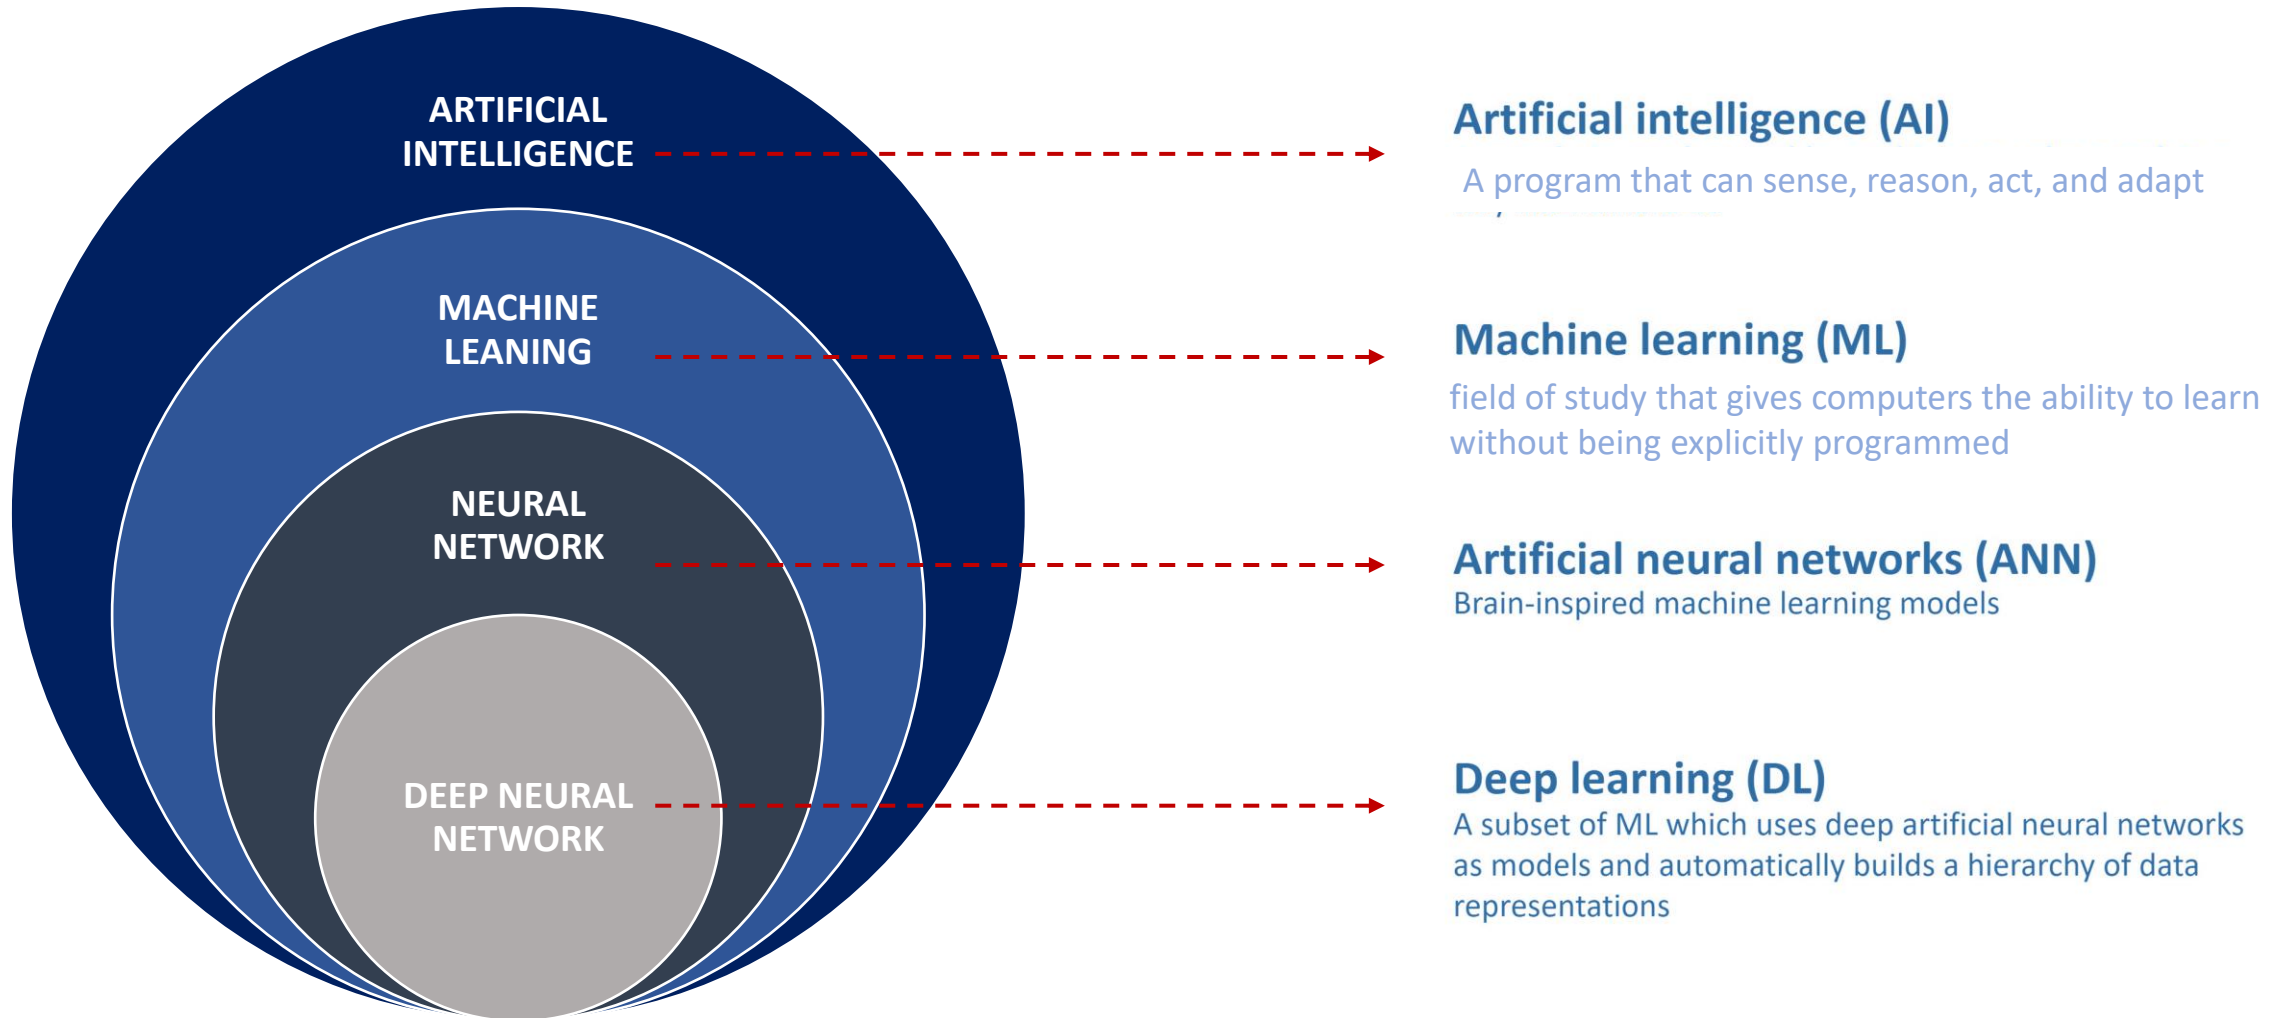 ARTIFICIAL
INTELLIGENCE
MACHINE
LEANING
NEURAL
NETWORK
DEEP NEURAL
NETWORK
Artificial intelligence (AI)
A program that can sense, reason, act, and adapt
Machine learning (ML)
field of study that gives computers the ability to learn
without being explicitly programmed
Artificial neural networks (ANN)
Brain-inspired machine learning models
Deep learning (DL)
A subset of ML which uses deep artificial neural networks
as models and automatically builds a hierarchy of data
representations